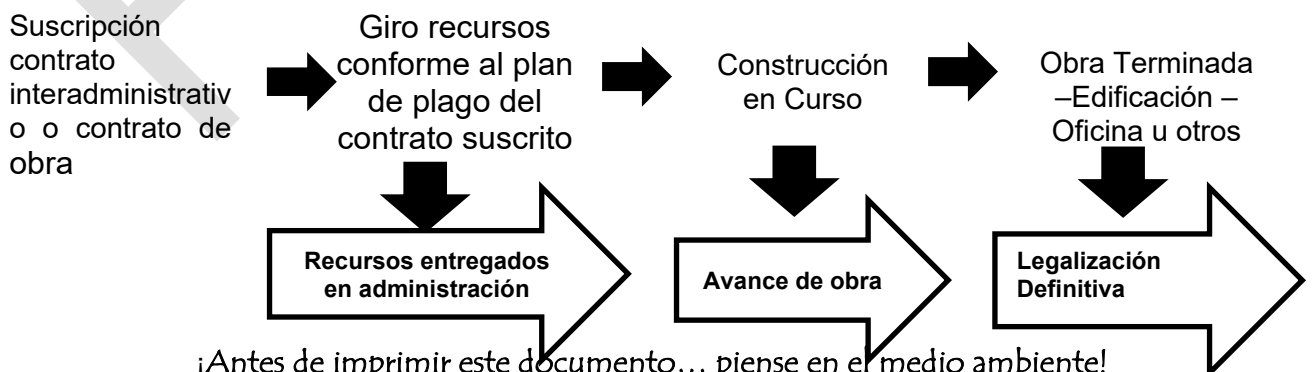 Suscripción
contrato
interadministrativ
o o contrato de
obra
Giro recursos
conforme al plan
de plago del
contrato suscrito
Construcción
en Curso
Obra Terminada
–Edificación –
Oficina u otros
Recursos entregados
en administración
Avance de obra
Legalización
Definitiva
¡Antes de imprimir este documento… piense en el medio ambiente!